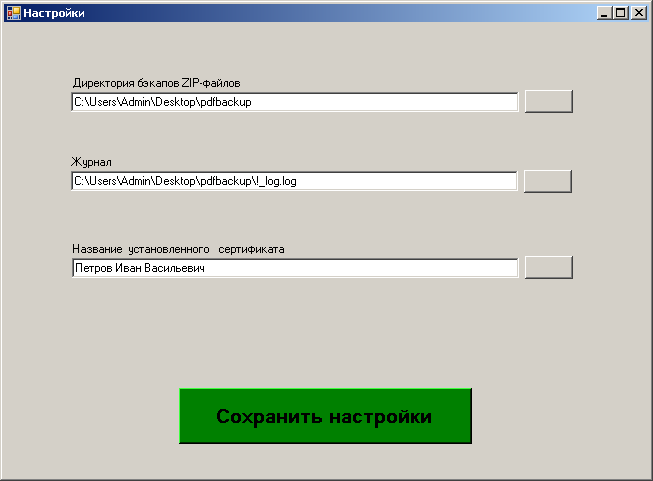 Настройки
Директория бэкапов ZIP-файлов
C:\Users\Admin\Desktop\pdfbackup
Журнал
C:\Users\Admin\Desktop\pdfbackup\!_log.log
Название установленного сертификата
Петров Иван Васильевич
Сохранить настройки